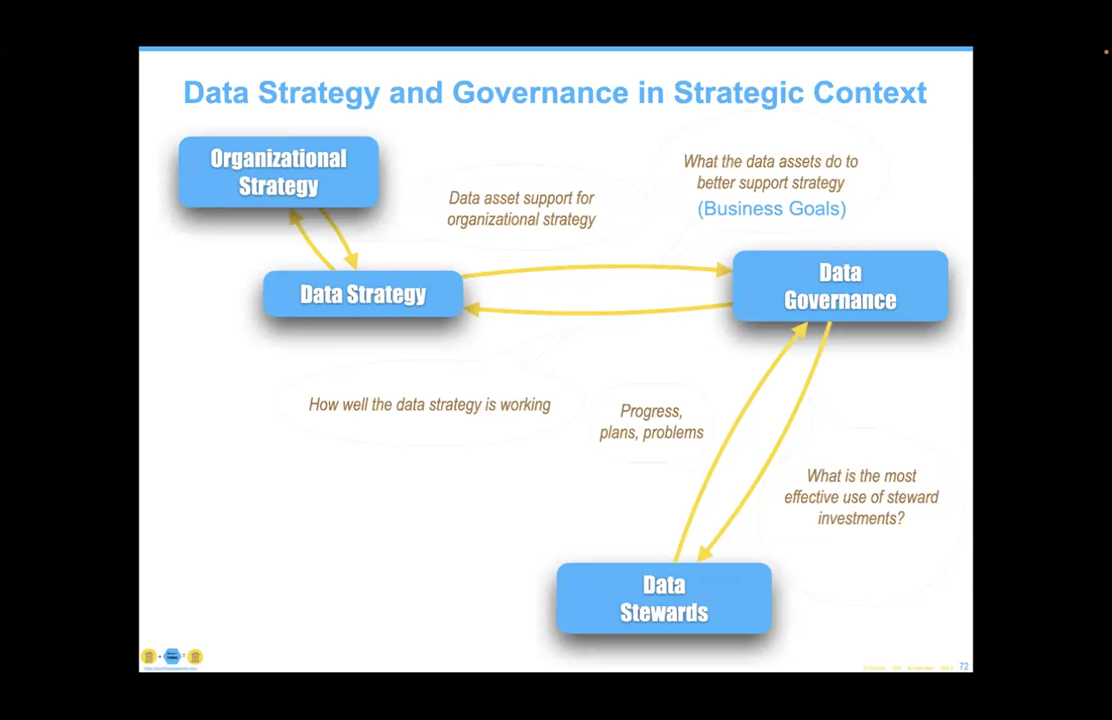 Data Strategy and Governance in Strategic Context
Organizational
Strategy
What the data assets do to
better support strategy
(Business Goals)
Data asset support for
organizational strategy
Data Strategy
Data
Governance
How well the data strategy is working
Progress,
plans, problems
What is the most
effective use of steward
investments?
Data
Stewards
72